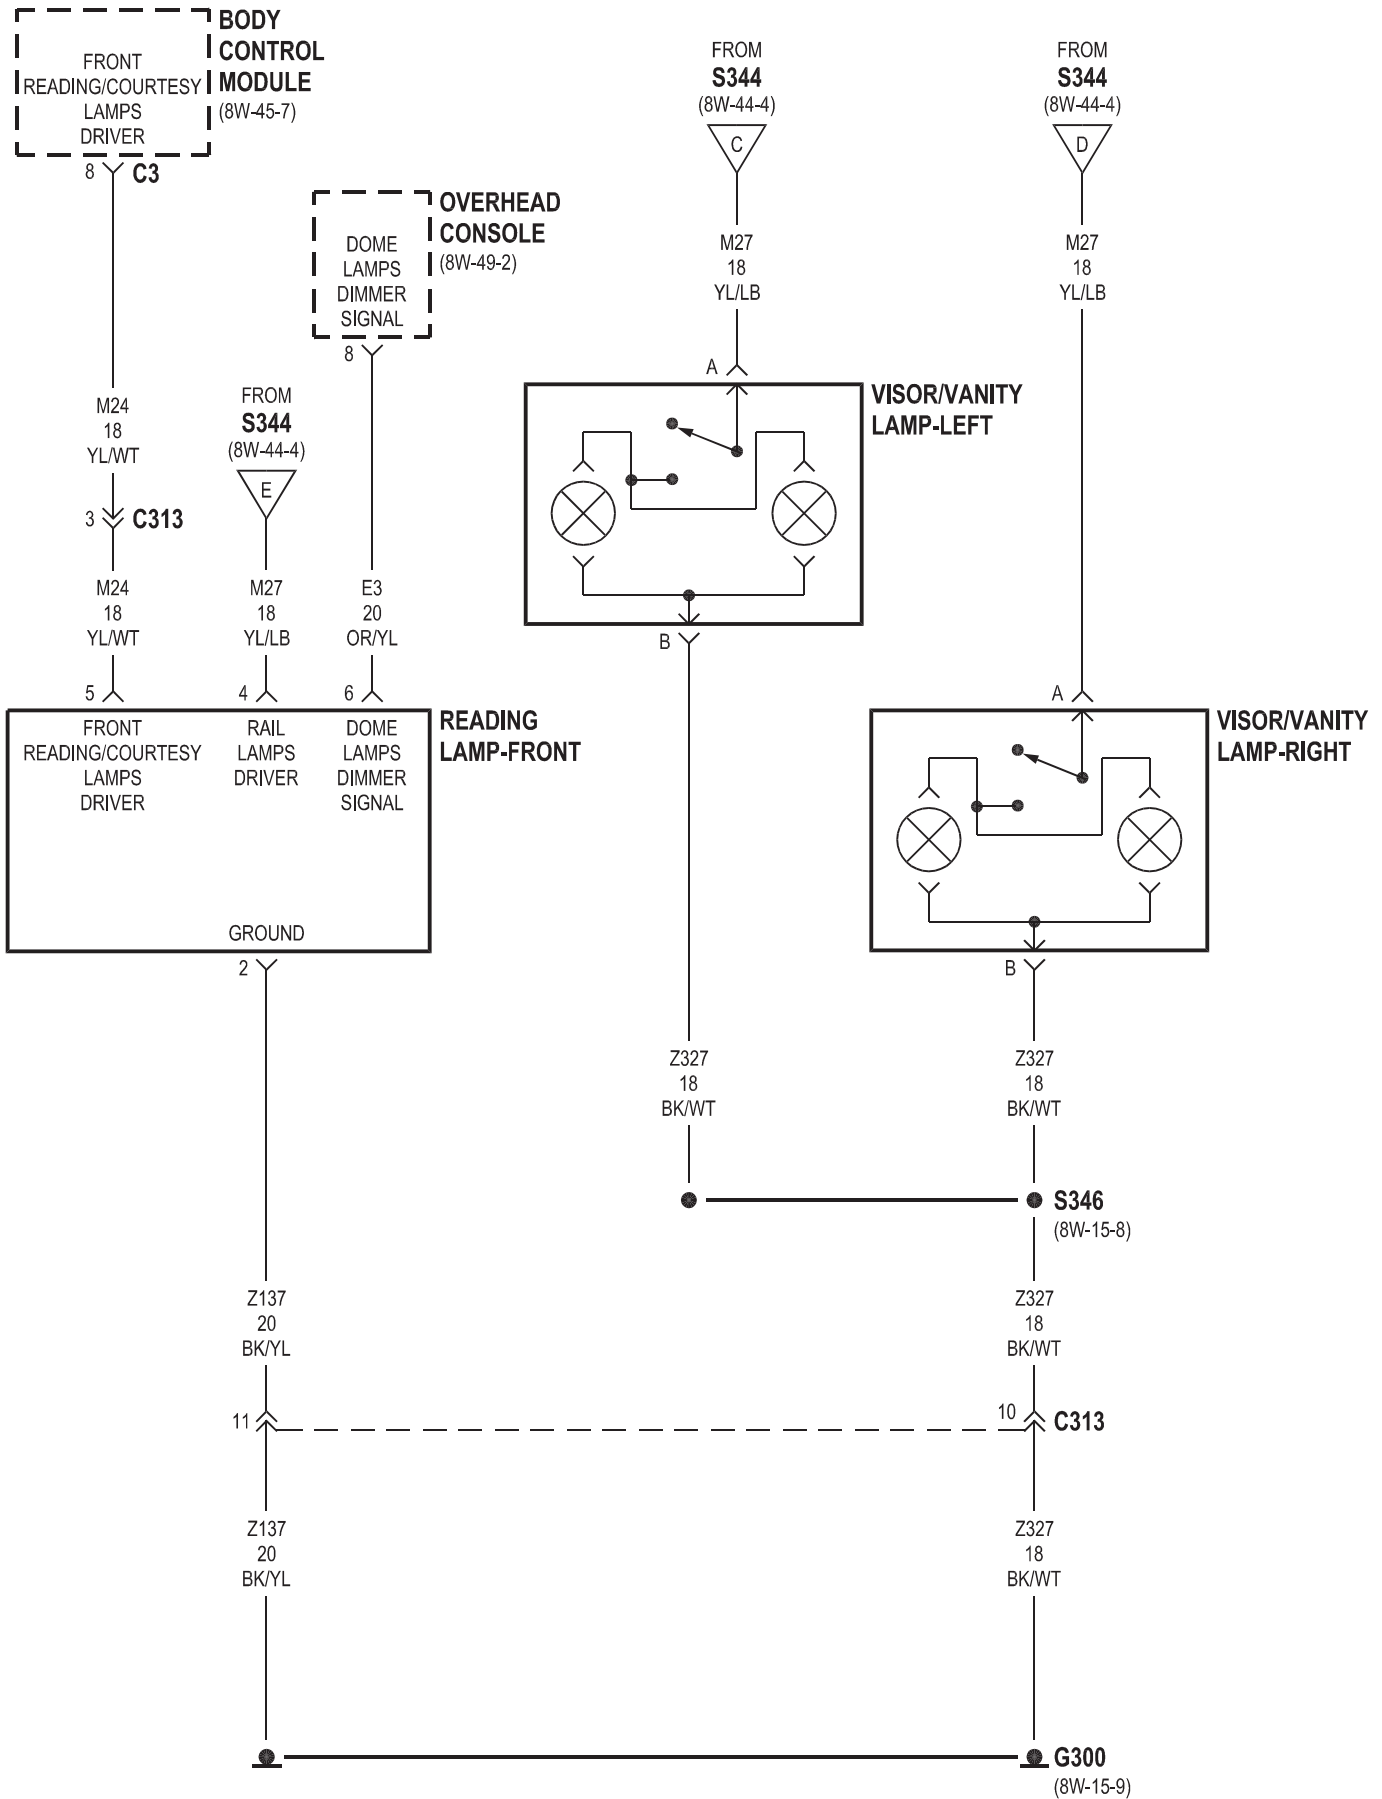 BODY
CONTROL
MODULE
(8W-45-7)
FRONT
READING/COURTESY
LAMPS
DRIVER
8
C3
FROM
S344
(8W-44-4)
C
FROM
S344
(8W-44-4)
D
OVERHEAD
CONSOLE
(8W-49-2)
DOME
LAMPS
DIMMER
SIGNAL
8
M27
18
YL/LB
M27
18
YL/LB
A
VISOR/VANITY
LAMP-LEFT
B
M24
18
YL/WT
3
C313
FROM
S344
(8W-44-4)
E
M24
18
YL/WT
M27
18
YL/LB
E3
20
OR/YL
5
4
6
READING
LAMP-FRONT
FRONT
READING/COURTESY
LAMPS
DRIVER
RAIL
LAMPS
DRIVER
DOME
LAMPS
DIMMER
SIGNAL
GROUND
2
A
VISOR/VANITY
LAMP-RIGHT
B
Z327
18
BK/WT
Z327
18
BK/WT
S346
(8W-15-8)
Z137
20
BK/YL
Z327
18
BK/WT
11
10
C313
Z137
20
BK/YL
Z327
18
BK/WT
G300
(8W-15-9)